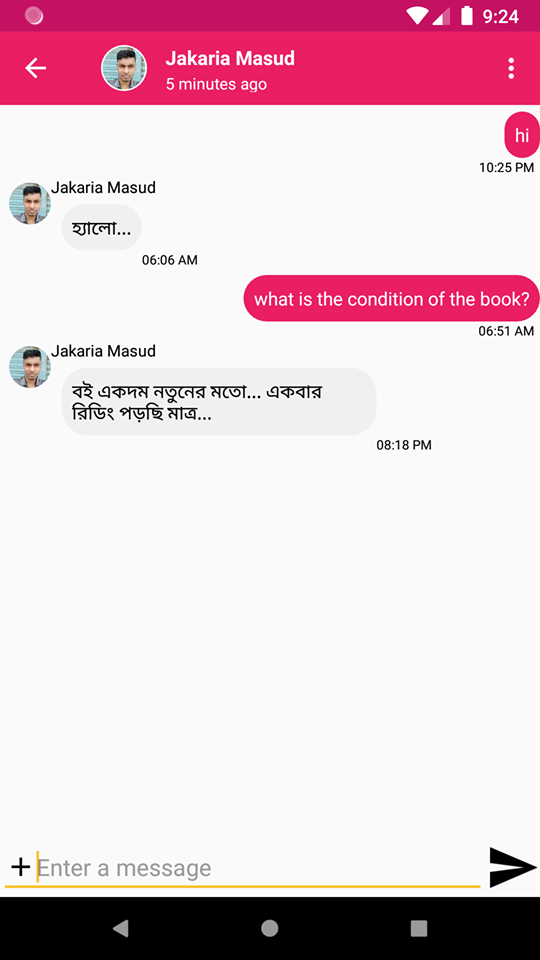 9:24
Jakaria Masud
5 minutes ago
hi
10:25 PM
Jakaria Masud
হ্যালো...
06:06 AM
what is the condition of the book?
06:51 AM
Jakaria Masud
বই একদম নতুনের মতো... একবার
রিডিং পড়ছি মাত্র...
08:18 PM
Enter a message